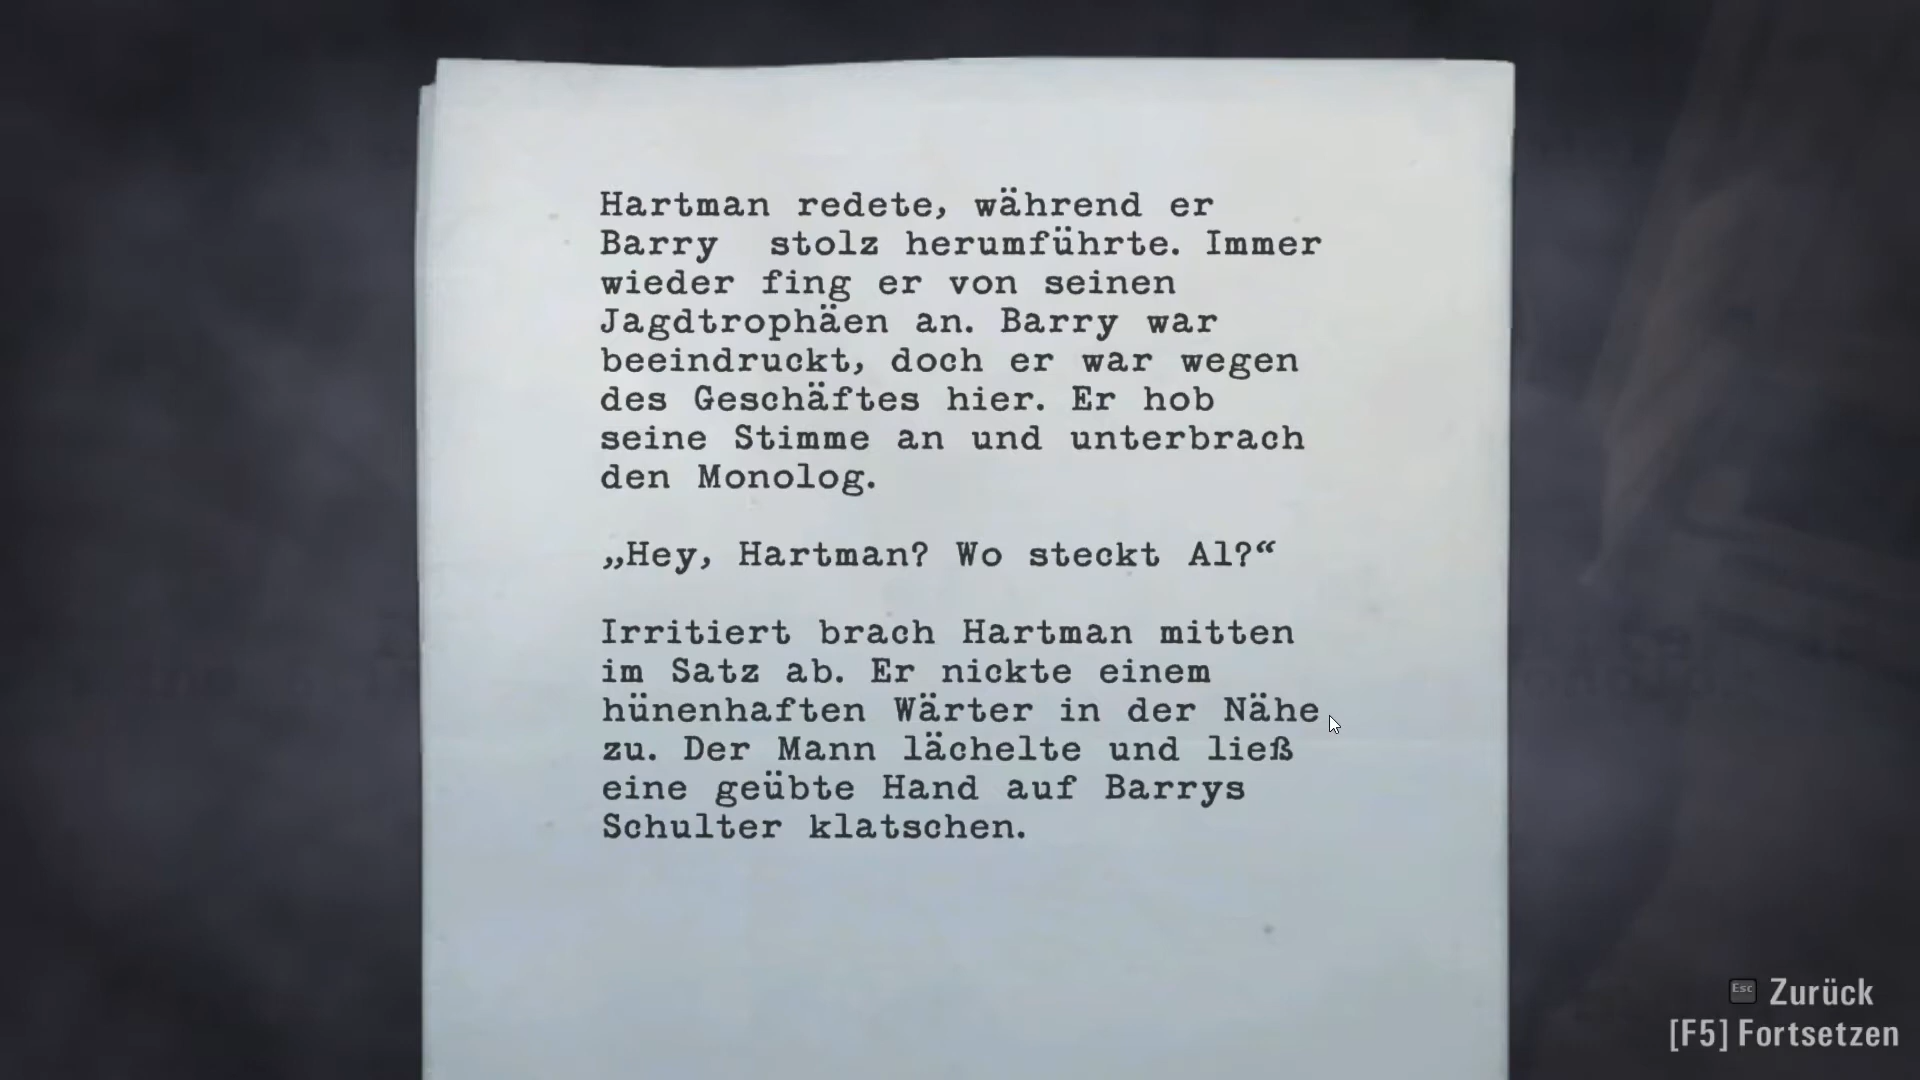 Hartman redete, während er
Barry  stolz herumführte. Immer
wieder fing er von seinen
Jagdtrophäen an. Barry war
beeindruckt, doch er war wegen
des Geschäftes hier. Er hob
seine Stimme an und unterbrach
den Monolog.
„Hey, Hartman? Wo steckt Al?“
Irritiert brach Hartman mitten
im Satz ab. Er nickte einem
hünenhaften Wärter in der Nähe
zu. Der Mann lächelte und ließ
eine geübte Hand auf Barrys
Schulter klatschen.
Esc Zurück
[F5] Fortsetzen